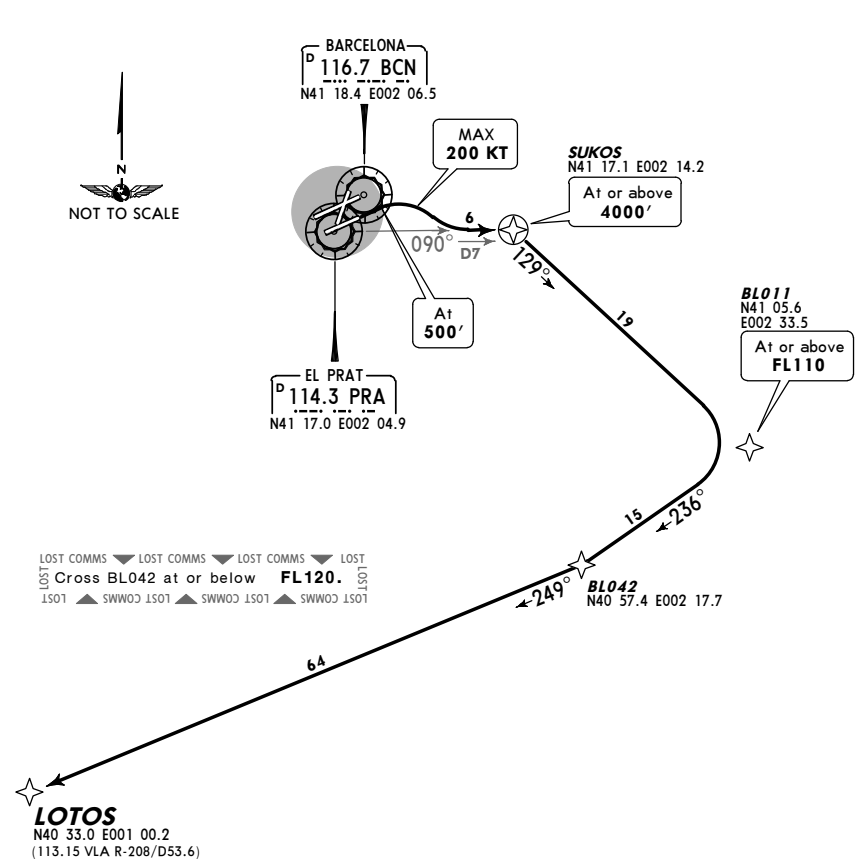 BARCELONA
D 116.7 BCN
N41 18.4 E002 06.5
N
NOT TO SCALE
MAX
200 KT
SUKOS
N41 17.1 E002 14.2
At or above
4000'
6
090°
D7
129°
At
500'
19
BL011
N41 05.6
E002 33.5
At or above
FL110
EL PRAT
D 114.3 PRA
N41 17.0 E002 04.9
15
236°
LOST COMMS LOST COMMS LOST COMMS LOST
LOST Cross BL042 at or below FL120. LOST
LOST COMMS LOST COMMS LOST COMMS LOST
249°
BL042
N40 57.4 E002 17.7
64
LOTOS
N40 33.0 E001 00.2
(113.15 VLA R-208/D53.6)